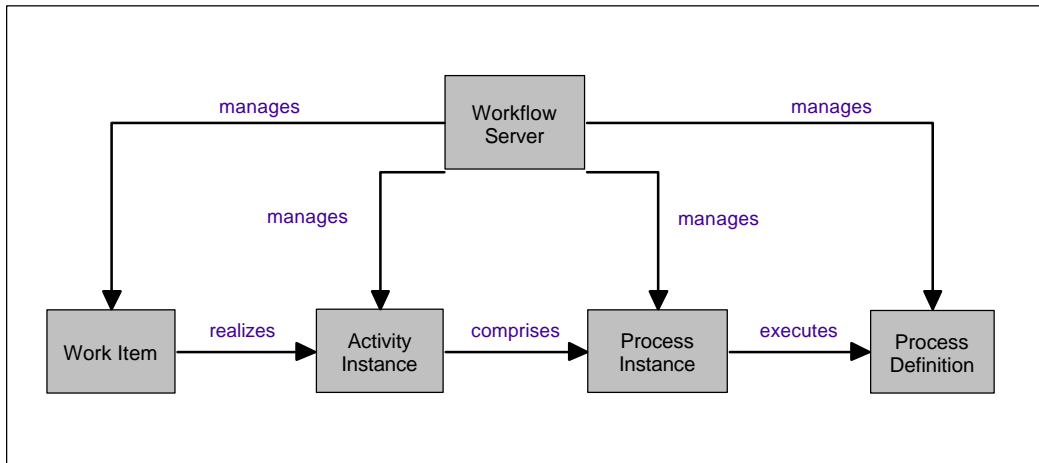 manages
Workflow
Server
manages
manages
manages
Work Item
realizes
Activity
Instance
comprises
Process
Instance
executes
Process
Definition